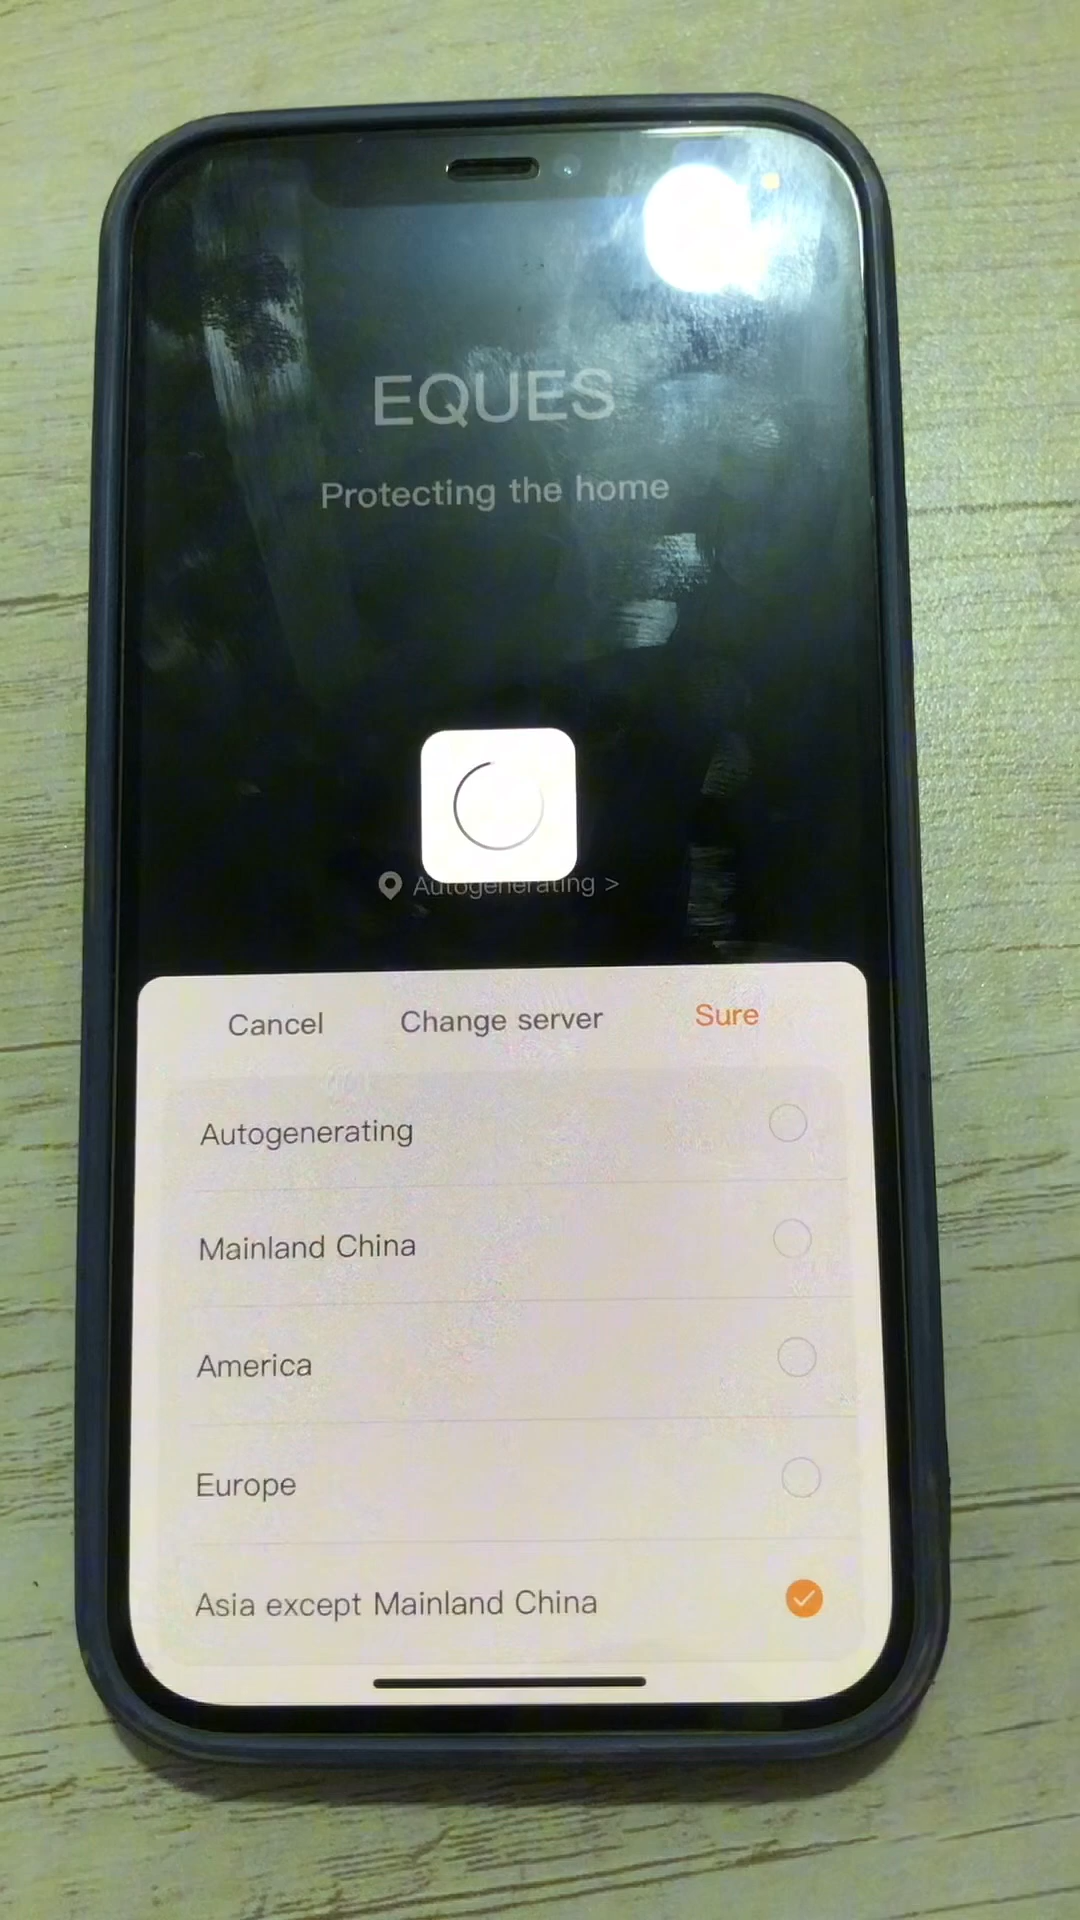 EQUES
Protecting the home
Autogenerating >
Cancel Change server Sure
Autogenerating
Mainland China
America
Europe
Asia except Mainland China